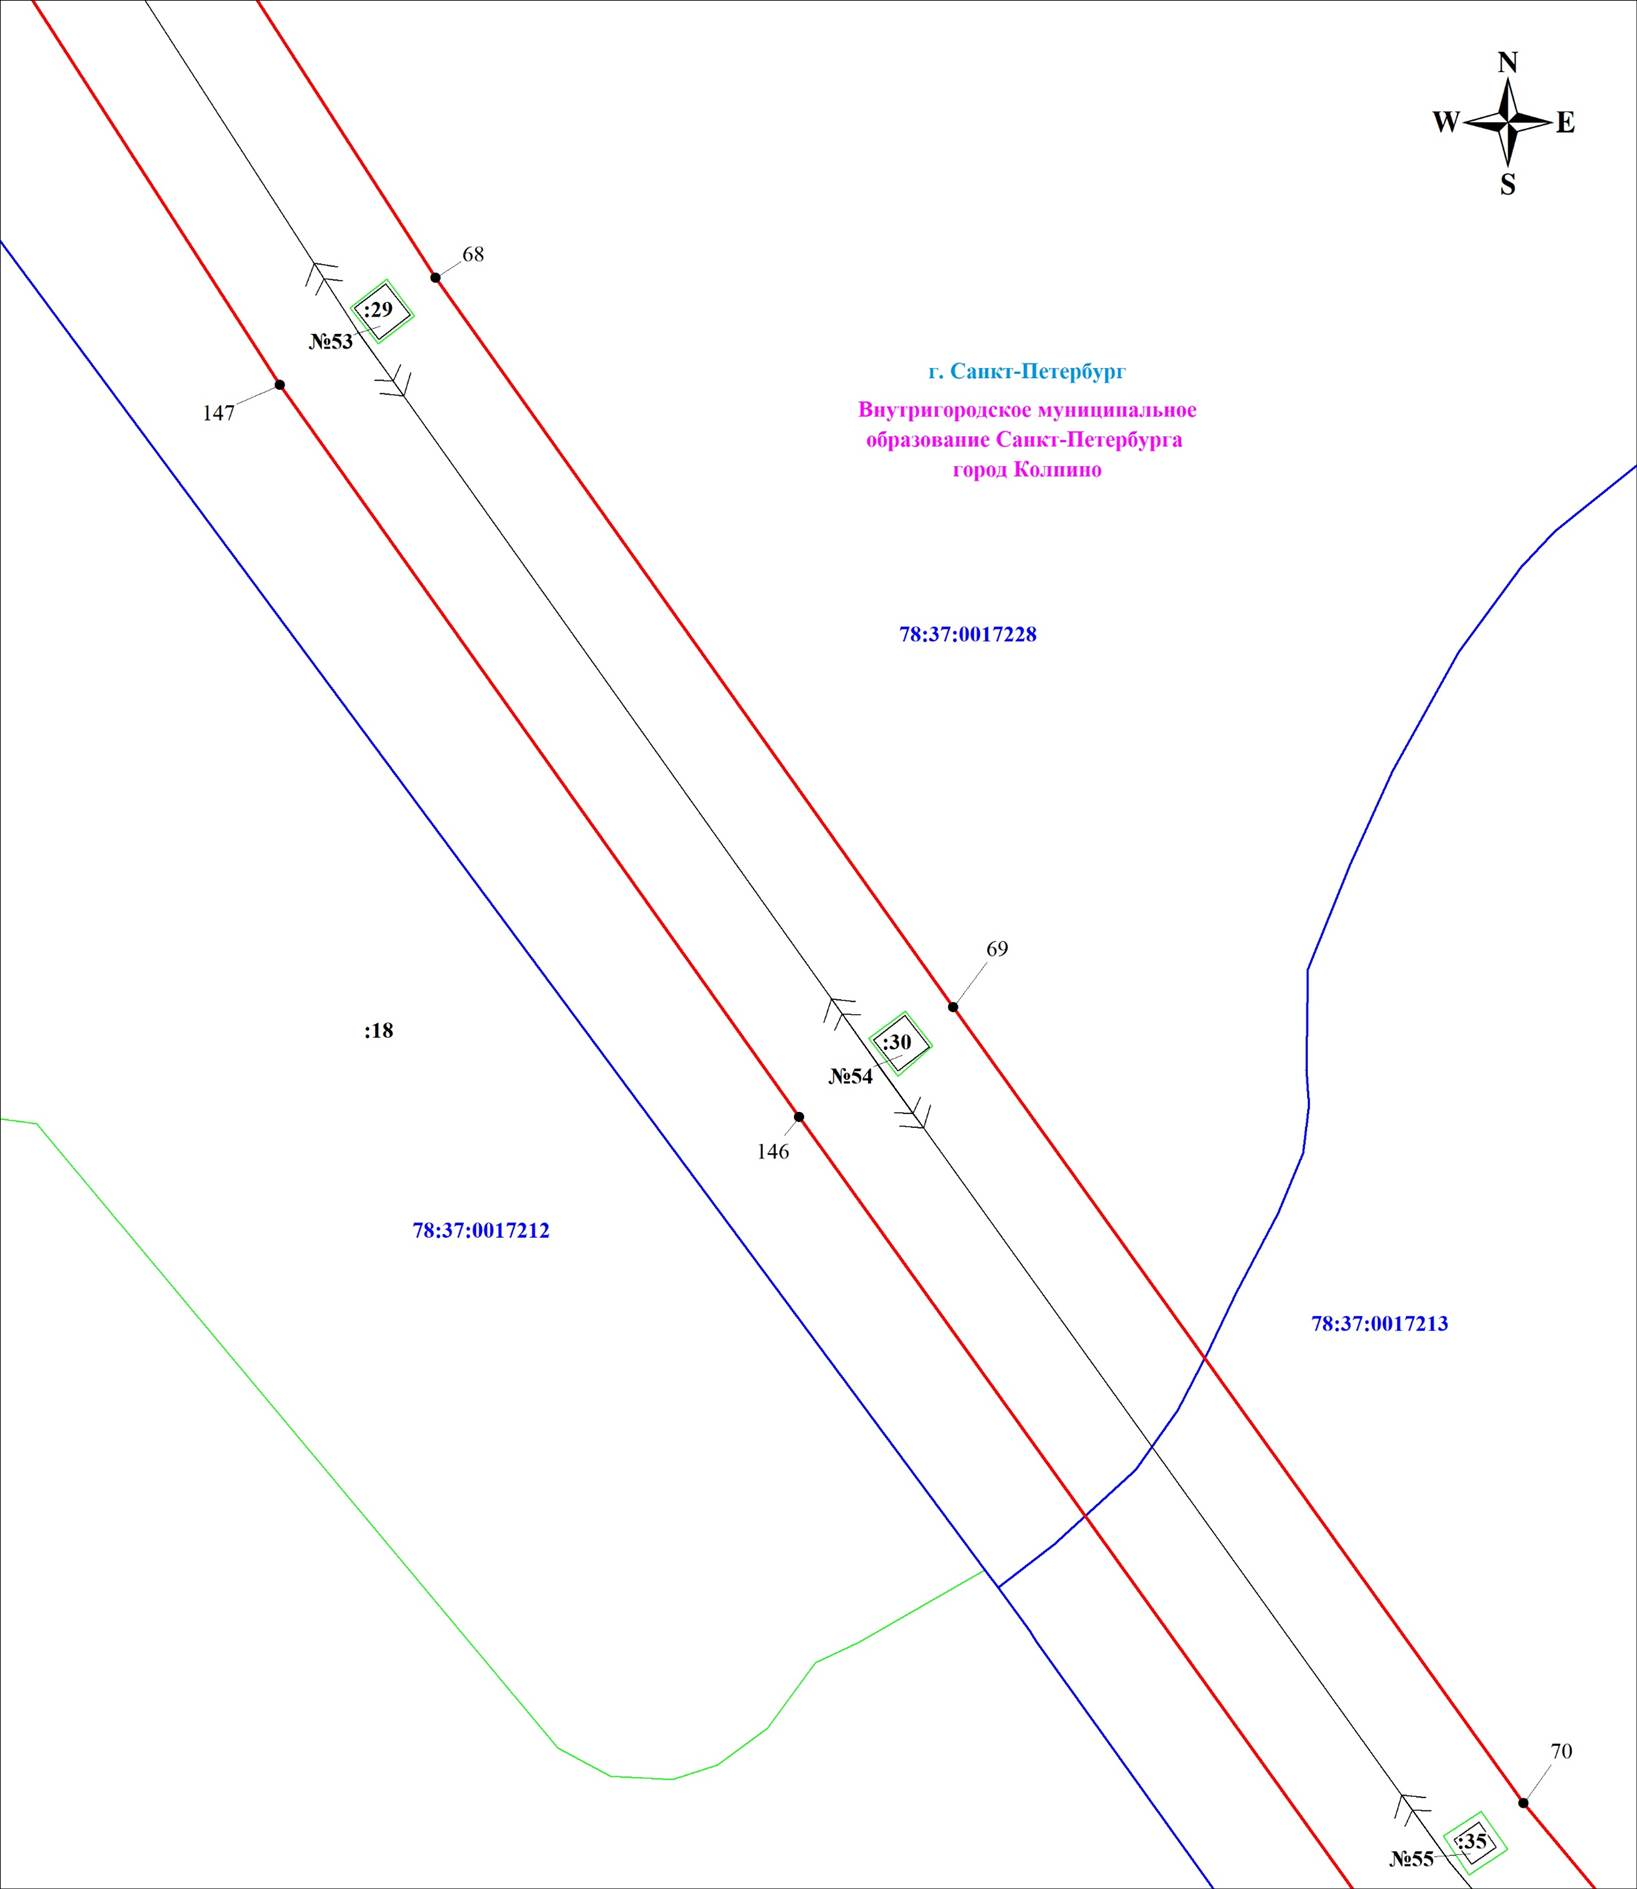 N
W E
S
68
:29
№53
147
г. Санкт-Петербург
Внутригородское муниципальное
образование Санкт-Петербурга
город Колпино
78:37:0017228
69
:18
:30
№54
146
78:37:0017212
78:37:0017213
70
:35
№55